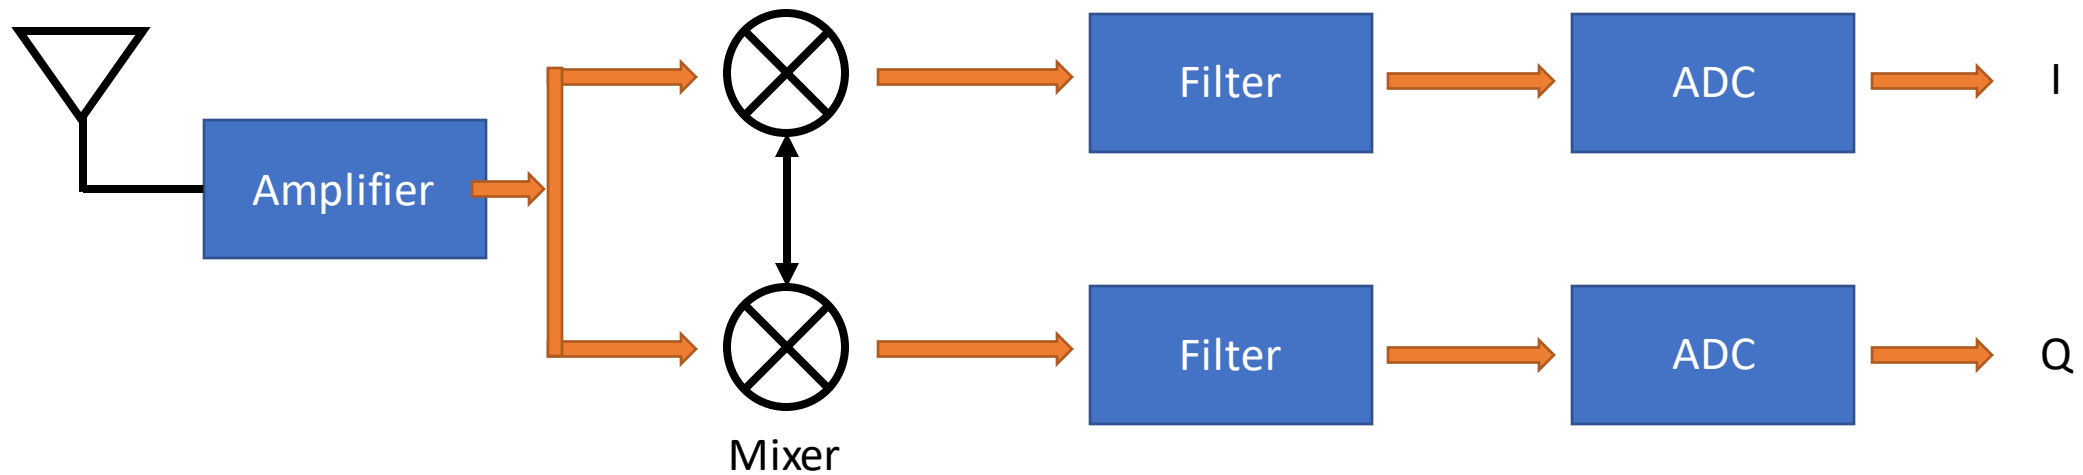 Filter
ADC
I
Amplifier
Filter
ADC
Q
Mixer